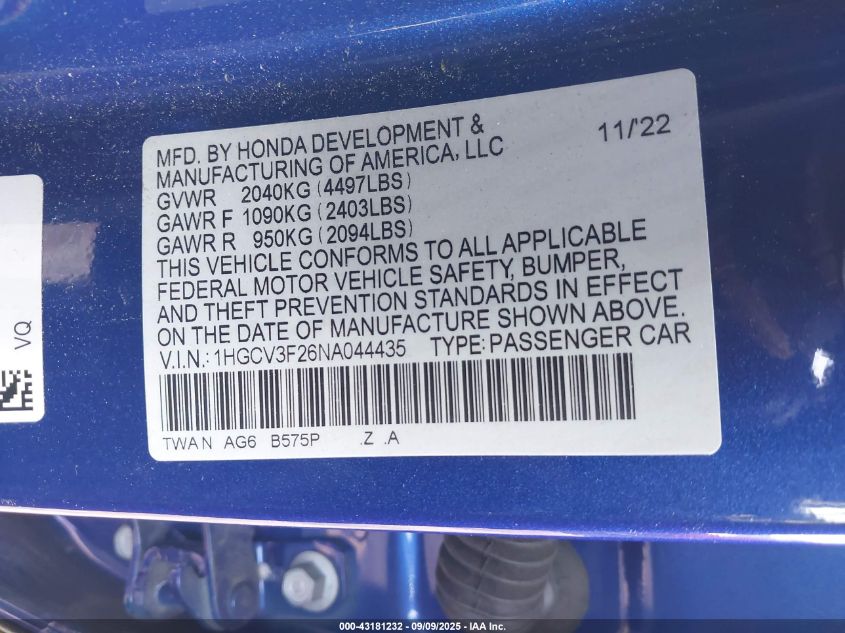 MFD. BY HONDA DEVELOPMENT & 11/'22
MANUFACTURING OF AMERICA, LLC
GVWR 2040KG (4497LBS)
GAWR F 1090KG (2403LBS)
GAWR R 950KG (2094LBS)
THIS VEHICLE CONFORMS TO ALL APPLICABLE
FEDERAL MOTOR VEHICLE SAFETY, BUMPER,
AND THEFT PREVENTION STANDARDS IN EFFECT
ON THE DATE OF MANUFACTURE SHOWN ABOVE.
V.I.N.: 1HGCV3F26NA044435 TYPE: PASSENGER CAR
TWA N AG6 B575P .Z .A
VQ
000-43181232 - 09/09/2025 - IAA Inc.